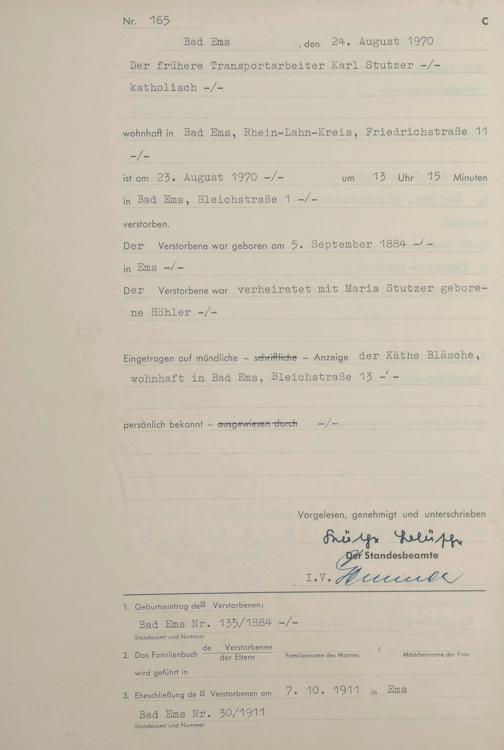 Nr. 165 C
Bad Ems , den 24. August 1970
Der frühere Transportarbeiter Karl Stutzer -/-
katholisch -/-
wohnhaft in Bad Ems, Rhein-Lahn-Kreis, Friedrichstraße 11
-/-
ist am 23. August 1970 -/- um 13 Uhr 15 Minuten
in Bad Ems, Bleichstraße 1 -/-
verstorben.
Der Verstorbene war geboren am 5. September 1884 -/-
in Ems -/-
Der Verstorbene war verheiratet mit Maria Stutzer gebore-
ne Höhler -/-
Eingetragen auf mündliche - schriftliche - Anzeige der Käthe Bläsche,
wohnhaft in Bad Ems, Bleichstraße 13 -/-
persönlich bekannt - ausgewiesen durch -/-
Vorgelesen, genehmigt und unterschrieben
Der Standesbeamte
I.V.
1. Geburtseintrag des Verstorbenen:
Bad Ems Nr. 135/1884 -/-
Standesamt und Nummer
2. Das Familienbuch de Verstorbenen / der Eltern Familienname des Mannes / Mädchenname der Frau
wird geführt in
3. Eheschließung des Verstorbenen am 7. 10. 1911 in Ems
Bad Ems Nr. 30/1911
Standesamt und Nummer